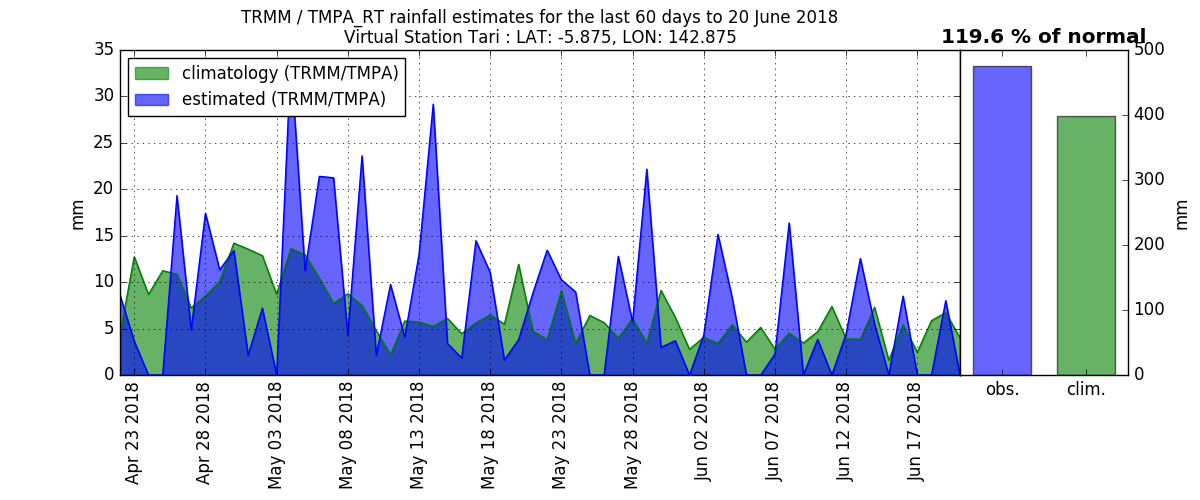 TRMM / TMPA_RT rainfall estimates for the last 60 days to 20 June 2018
Virtual Station Tari : LAT: -5.875, LON: 142.875
119.6 % of normal
climatology (TRMM/TMPA)
estimated (TRMM/TMPA)
mm
35
30
25
20
15
10
5
0
Apr 23 2018
Apr 28 2018
May 03 2018
May 08 2018
May 13 2018
May 18 2018
May 23 2018
May 28 2018
Jun 02 2018
Jun 07 2018
Jun 12 2018
Jun 17 2018
500
400
300
200
100
0
mm
obs.
clim.